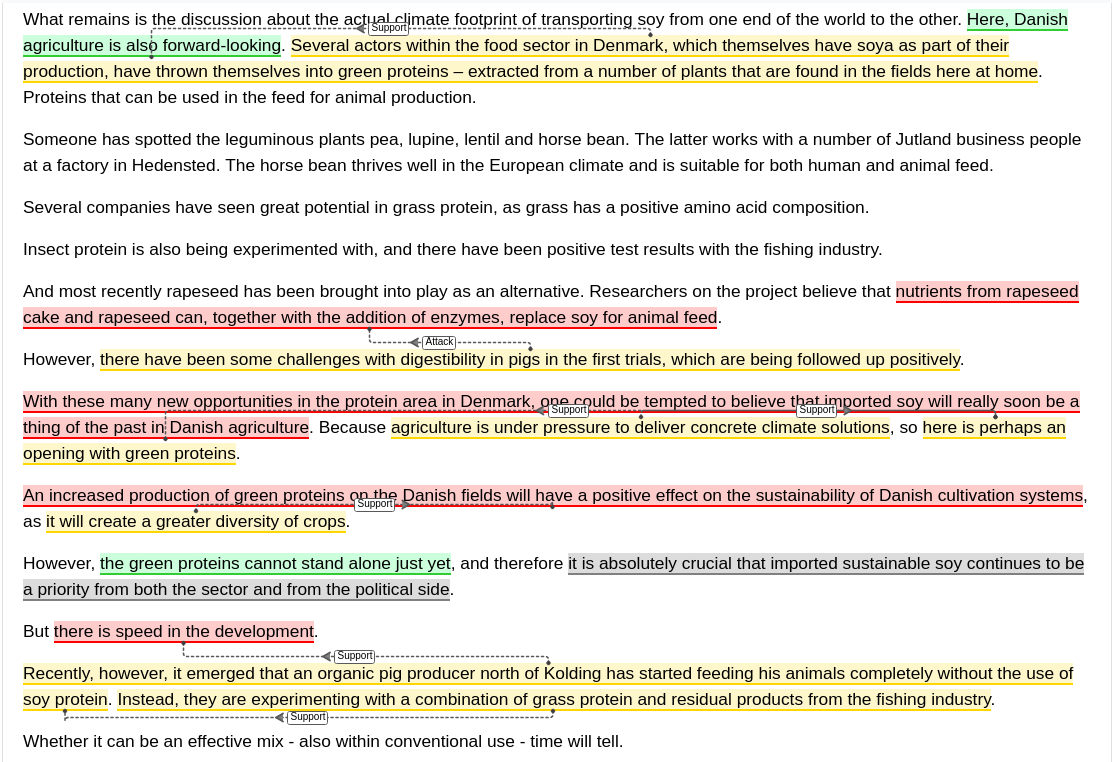 What remains is the discussion about the actual climate footprint of transporting soy from one end of the world to the other. Here, Danish
Support
agriculture is also forward-looking. Several actors within the food sector in Denmark, which themselves have soya as part of their
production, have thrown themselves into green proteins – extracted from a number of plants that are found in the fields here at home.
Proteins that can be used in the feed for animal production.
Someone has spotted the leguminous plants pea, lupine, lentil and horse bean. The latter works with a number of Jutland business people
at a factory in Hedensted. The horse bean thrives well in the European climate and is suitable for both human and animal feed.
Several companies have seen great potential in grass protein, as grass has a positive amino acid composition.
Insect protein is also being experimented with, and there have been positive test results with the fishing industry.
And most recently rapeseed has been brought into play as an alternative. Researchers on the project believe that nutrients from rapeseed
cake and rapeseed can, together with the addition of enzymes, replace soy for animal feed.
Attack
However, there have been some challenges with digestibility in pigs in the first trials, which are being followed up positively.
With these many new opportunities in the protein area in Denmark, one could be tempted to believe that imported soy will really soon be a
Support Support
thing of the past in Danish agriculture. Because agriculture is under pressure to deliver concrete climate solutions, so here is perhaps an
opening with green proteins.
An increased production of green proteins on the Danish fields will have a positive effect on the sustainability of Danish cultivation systems,
Support
as it will create a greater diversity of crops.
However, the green proteins cannot stand alone just yet, and therefore it is absolutely crucial that imported sustainable soy continues to be
a priority from both the sector and from the political side.
But there is speed in the development.
Support
Recently, however, it emerged that an organic pig producer north of Kolding has started feeding his animals completely without the use of
soy protein. Instead, they are experimenting with a combination of grass protein and residual products from the fishing industry.
Support
Whether it can be an effective mix - also within conventional use - time will tell.